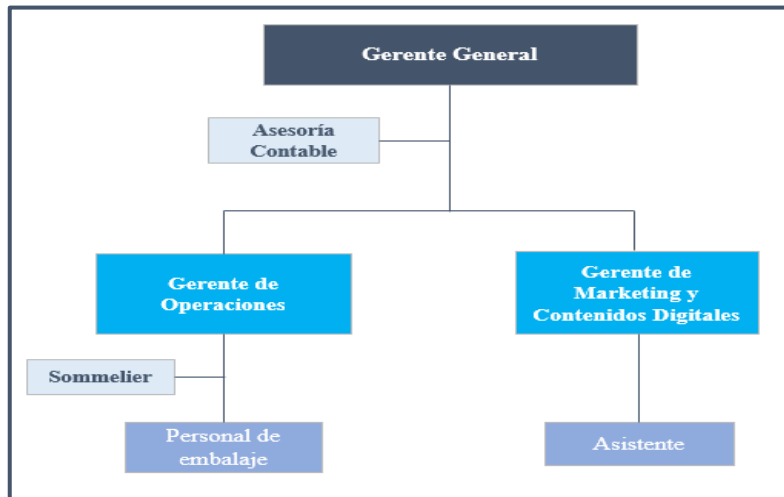 Gerente General
Asesoría
Contable
Gerente de
Operaciones
Gerente de
Marketing y
Contenidos Digitales
Sommelier
Personal de
embalaje
Asistente